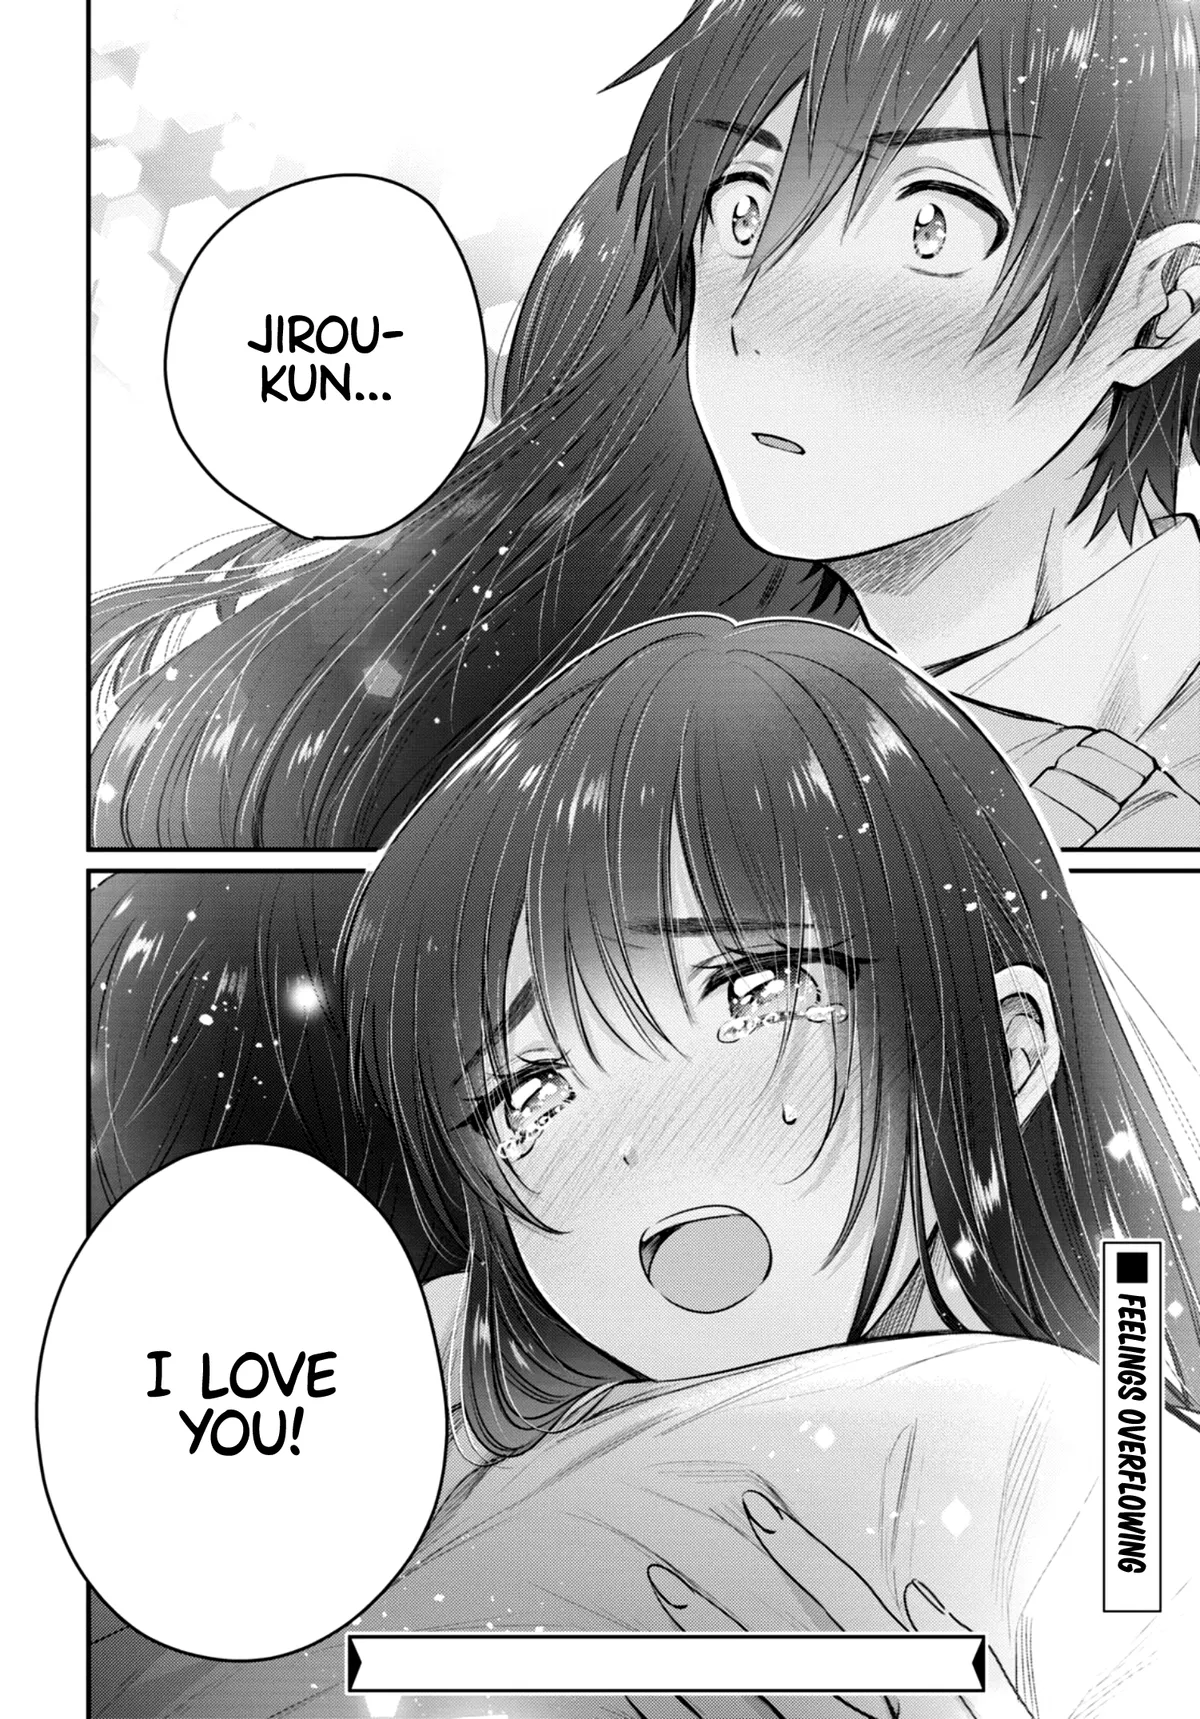 JIROU-
KUN...
I LOVE
YOU!
■ FEELINGS OVERFLOWING